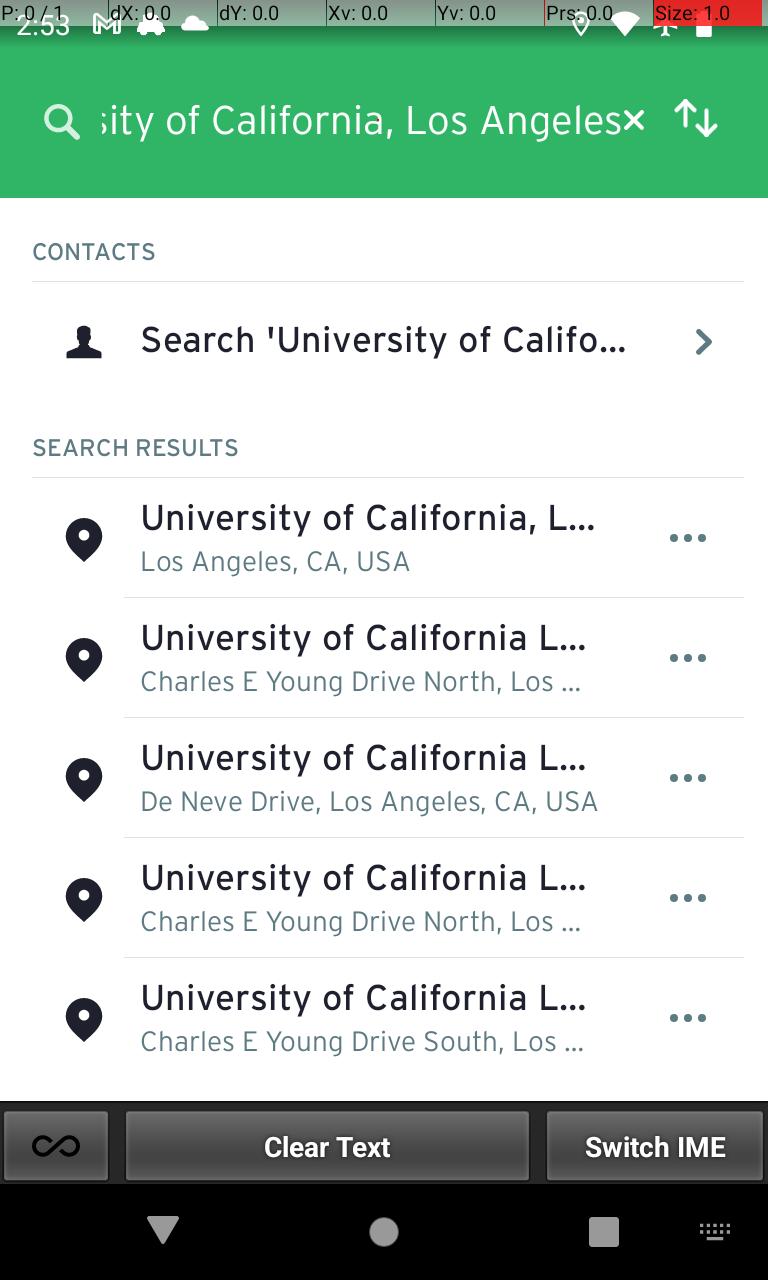 P: 0 / 1 dX: 0.0 dY: 0.0 Xv: 0.0 Yv: 0.0 Prs: 0.0 Size: 1.0
2:53
sity of California, Los Angeles
CONTACTS
Search 'University of Califo...
SEARCH RESULTS
University of California, L...
Los Angeles, CA, USA
University of California L...
Charles E Young Drive North, Los ...
University of California L...
De Neve Drive, Los Angeles, CA, USA
University of California L...
Charles E Young Drive North, Los ...
University of California L...
Charles E Young Drive South, Los ...
Clear Text Switch IME